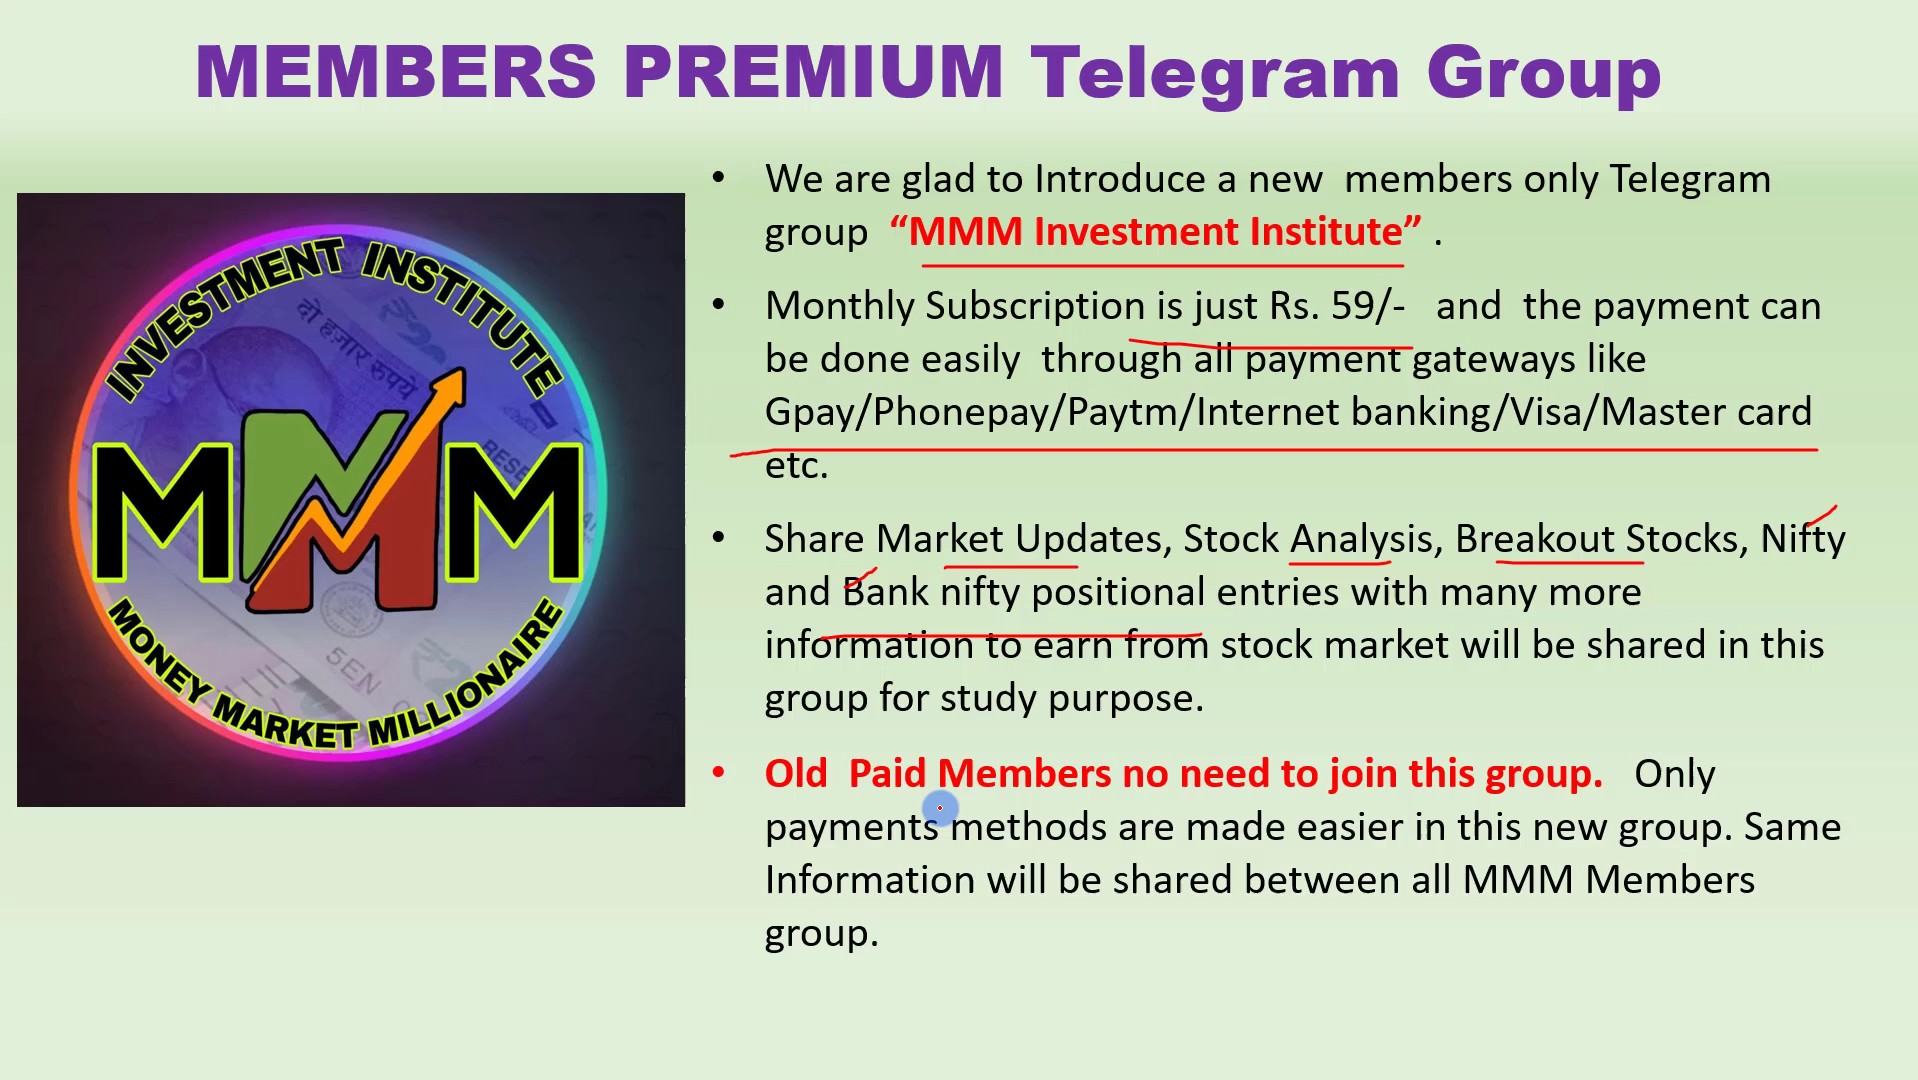 MEMBERS PREMIUM Telegram Group
INVESTMENT INSTITUTE
दो हज़ार रुपये
MMM
5EN
MONEY MARKET MILLIONAIRE
• We are glad to Introduce a new members only Telegram
group “MMM Investment Institute” .
• Monthly Subscription is just Rs. 59/- and the payment can
be done easily through all payment gateways like
Gpay/Phonepay/Paytm/Internet banking/Visa/Master card
etc.
• Share Market Updates, Stock Analysis, Breakout Stocks, Nifty
and Bank nifty positional entries with many more
information to earn from stock market will be shared in this
group for study purpose.
• Old Paid Members no need to join this group. Only
payments methods are made easier in this new group. Same
Information will be shared between all MMM Members
group.